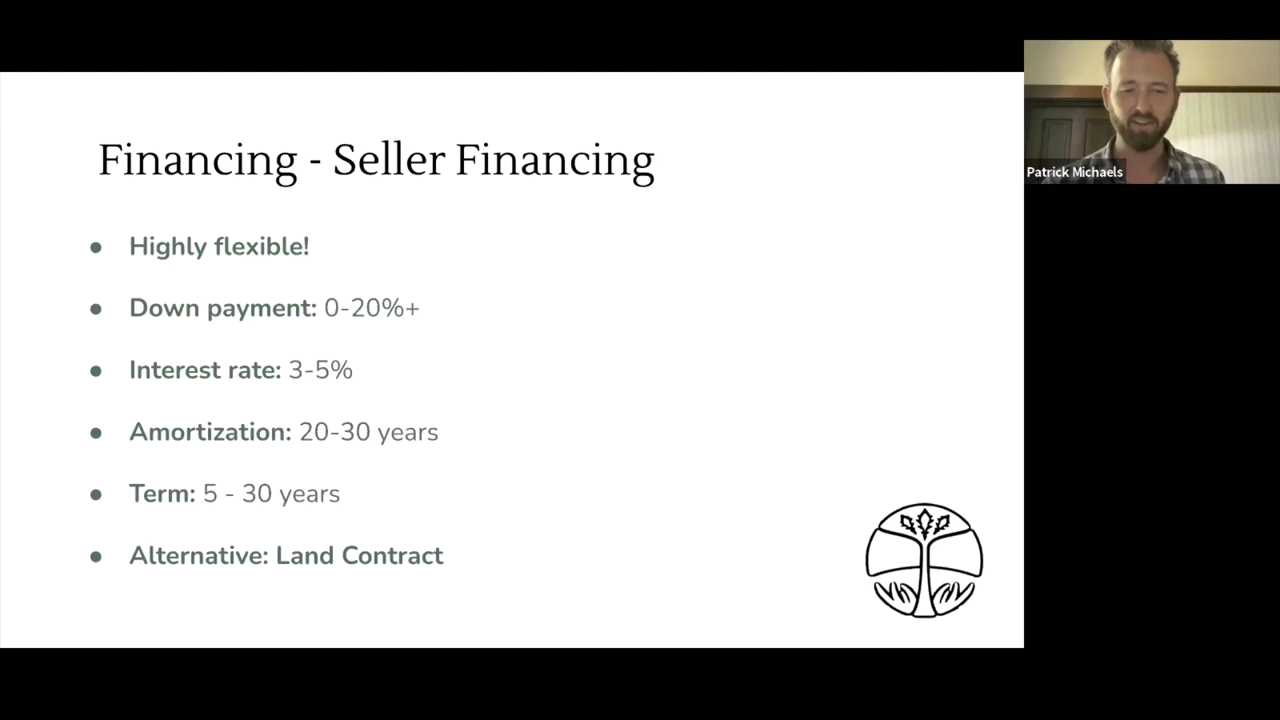 Financing - Seller Financing
● Highly flexible!
● Down payment: 0-20%+
● Interest rate: 3-5%
● Amortization: 20-30 years
● Term: 5 - 30 years
● Alternative: Land Contract
Patrick Michaels